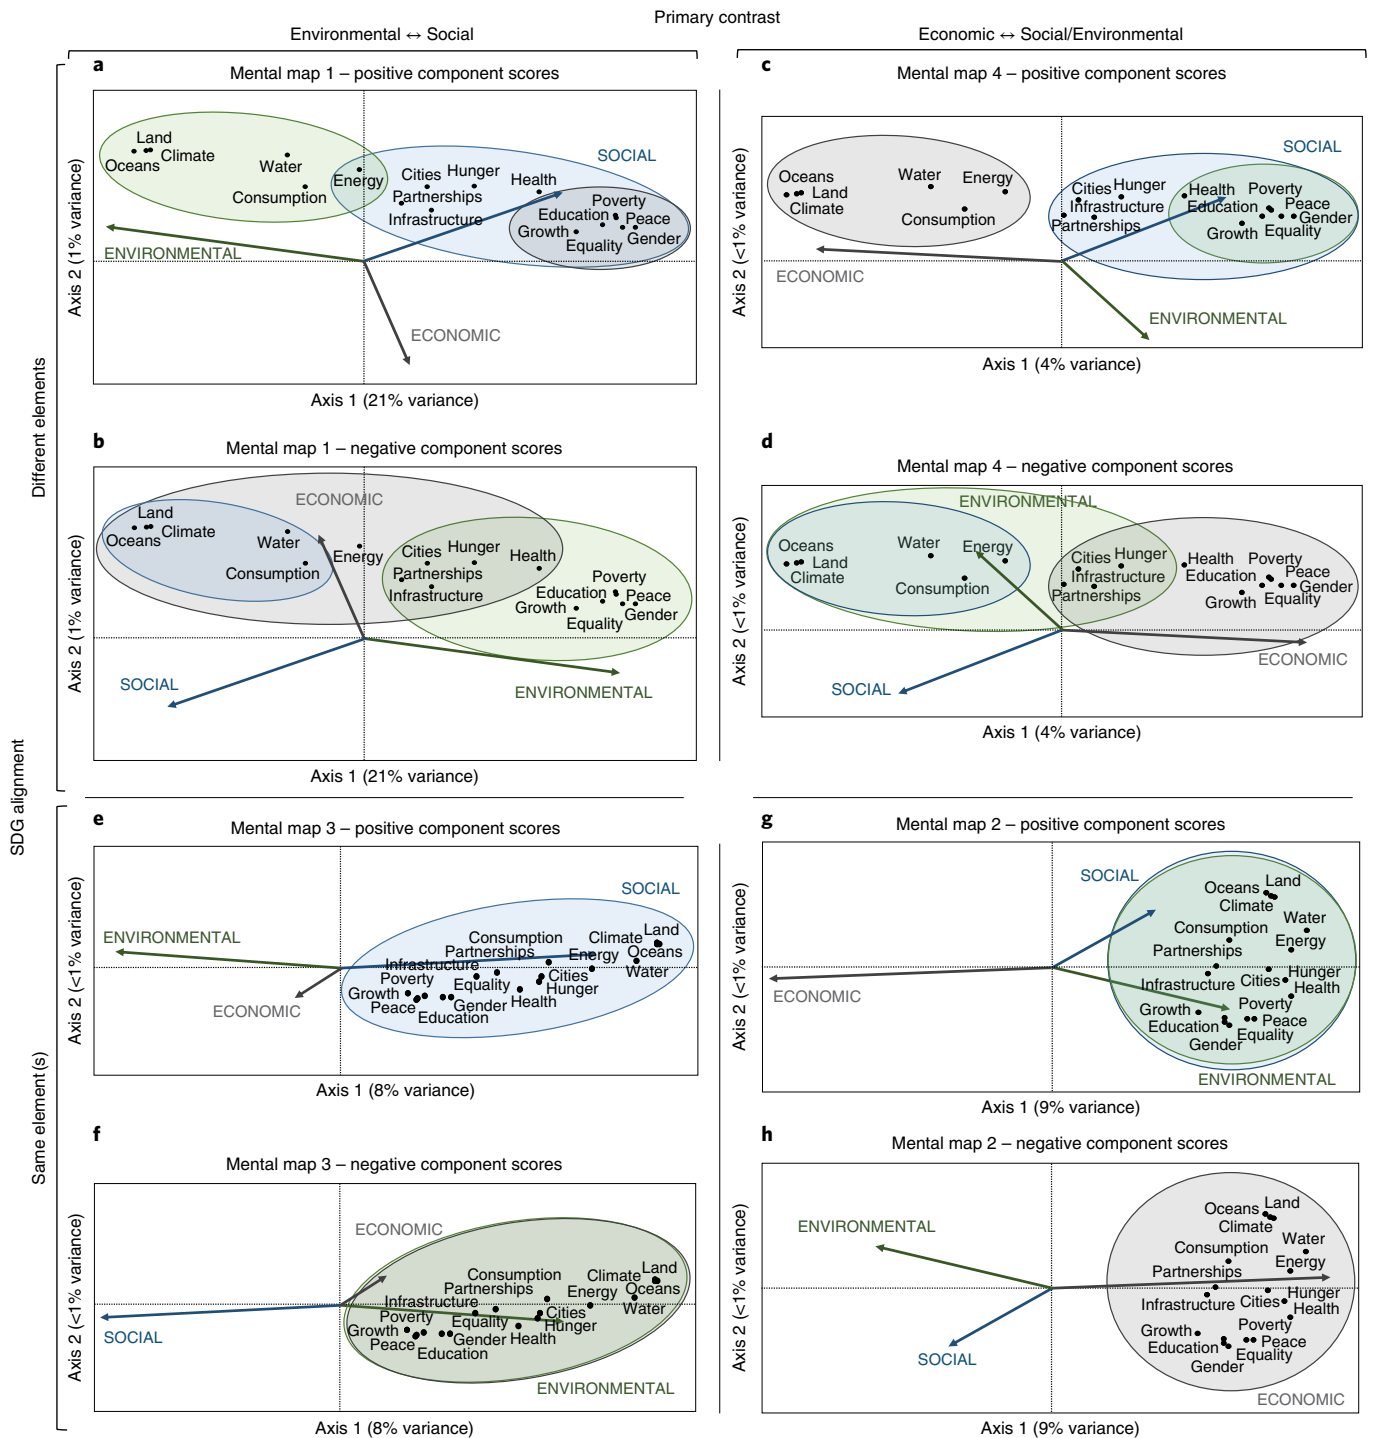 Primary contrast
Environmental ↔ Social
Economic ↔ Social/Environmental
SDG alignment
Different elements
Same element(s)
a
Mental map 1 – positive component scores
Axis 2 (1% variance)
Land
Oceans
Climate
Water
Consumption
Energy
Cities
Hunger
Partnerships
Infrastructure
Health
SOCIAL
Poverty
Education
Peace
Growth
Gender
Equality
ENVIRONMENTAL
ECONOMIC
Axis 1 (21% variance)
b
Mental map 1 – negative component scores
Axis 2 (1% variance)
ECONOMIC
Land
Oceans
Climate
Water
Consumption
Energy
Cities
Hunger
Partnerships
Infrastructure
Health
Poverty
Education
Peace
Growth
Gender
Equality
SOCIAL
ENVIRONMENTAL
Axis 1 (21% variance)
c
Mental map 4 – positive component scores
Axis 2 (<1% variance)
SOCIAL
Oceans
Land
Climate
Water
Energy
Consumption
Cities
Hunger
Infrastructure
Partnerships
Health
Poverty
Education
Peace
Gender
Growth
Equality
ECONOMIC
ENVIRONMENTAL
Axis 1 (4% variance)
d
Mental map 4 – negative component scores
Axis 2 (<1% variance)
ENVIRONMENTAL
Oceans
Land
Climate
Water
Energy
Consumption
Cities
Hunger
Infrastructure
Partnerships
Health
Poverty
Education
Peace
Gender
Growth
Equality
ECONOMIC
SOCIAL
Axis 1 (4% variance)
e
Mental map 3 – positive component scores
Axis 2 (<1% variance)
SOCIAL
ENVIRONMENTAL
ECONOMIC
Consumption
Climate
Land
Partnerships
Energy
Oceans
Infrastructure
Water
Poverty
Equality
Cities
Growth
Hunger
Peace
Gender
Health
Education
Axis 1 (8% variance)
f
Mental map 3 – negative component scores
Axis 2 (<1% variance)
ECONOMIC
Consumption
Climate
Land
Partnerships
Energy
Oceans
Infrastructure
Water
Poverty
Equality
Cities
Growth
Hunger
Peace
Gender
Health
Education
SOCIAL
ENVIRONMENTAL
Axis 1 (8% variance)
g
Mental map 2 – positive component scores
Axis 2 (<1% variance)
SOCIAL
Oceans
Land
Climate
Water
Consumption
Energy
Partnerships
Infrastructure
Cities
Hunger
Health
Growth
Poverty
Education
Peace
Equality
Gender
ECONOMIC
ENVIRONMENTAL
Axis 1 (9% variance)
h
Mental map 2 – negative component scores
Axis 2 (<1% variance)
ENVIRONMENTAL
Oceans
Land
Climate
Water
Consumption
Energy
Partnerships
Infrastructure
Cities
Hunger
Health
Growth
Poverty
Education
Peace
Equality
Gender
SOCIAL
ECONOMIC
Axis 1 (9% variance)